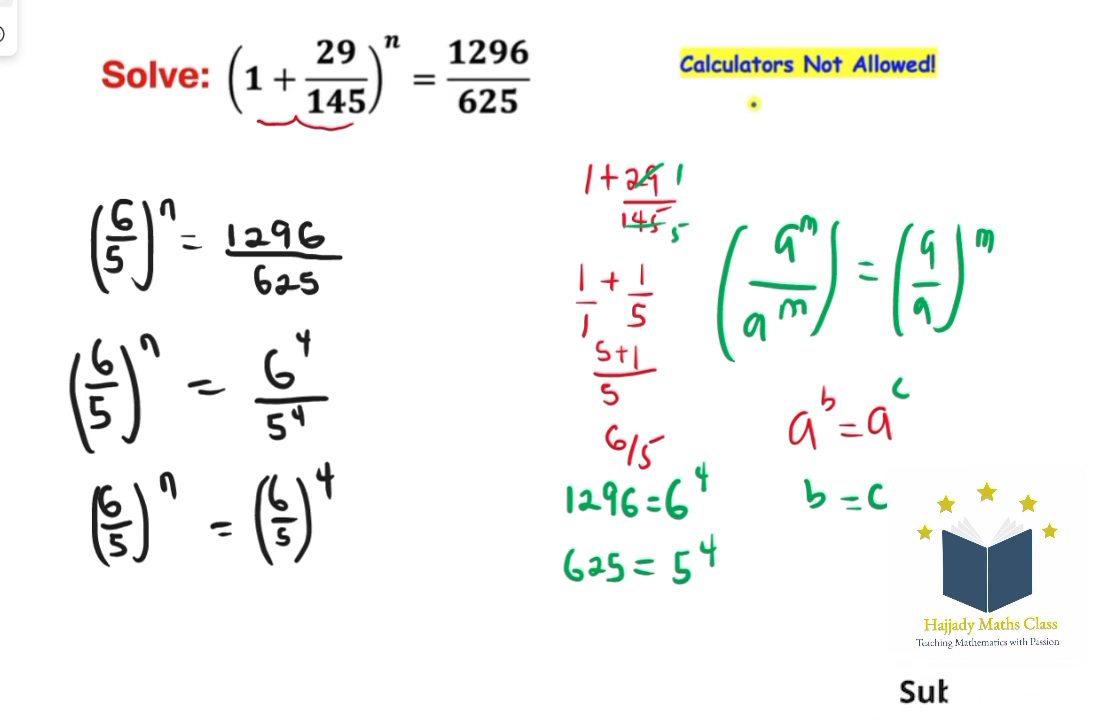 Solve: (1 + 29/145)^n = 1296/625
Calculators Not Allowed!
(6/5)^n = 1296/625
(6/5)^n = 6^4/5^4
(6/5)^n = (6/5)^4
1 + 29/145 1 5
1/1 + 1/5
5+1/5
6/5
1296 = 6^4
625 = 5^4
(a^m/a^m) = (a/a)^m
a^b = a^c
b = c
Hajjady Maths Class
Teaching Mathematics with Passion